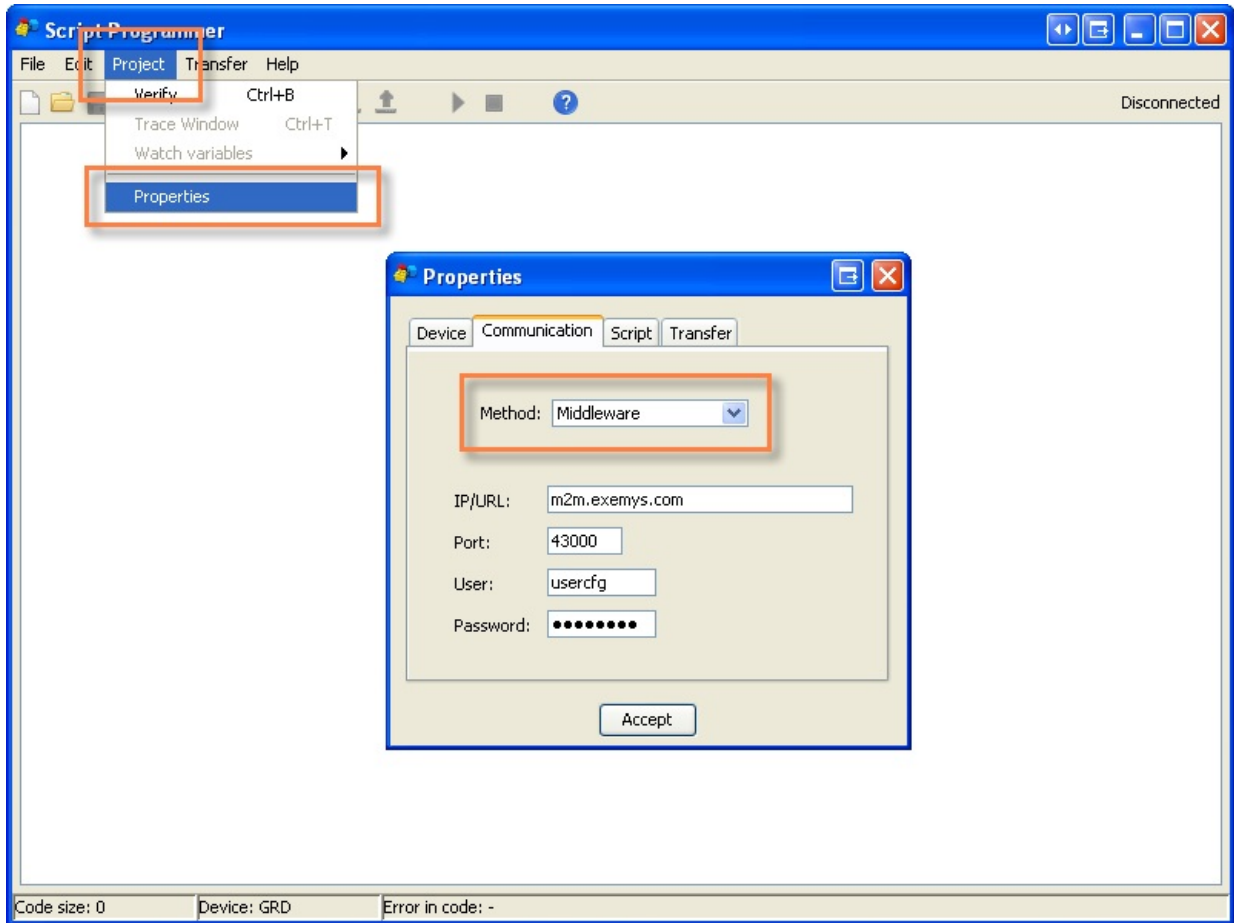 Script Programmer
File Edit Project Transfer Help
Verify Ctrl+B
Disconnected
Trace Window Ctrl+T
Watch variables
Properties
Properties
Device Communication Script Transfer
Method: Middleware
IP/URL: m2m.exemys.com
Port: 43000
User: usercfg
Password: ••••••••
Accept
Code size: 0 Device: GRD Error in code: -